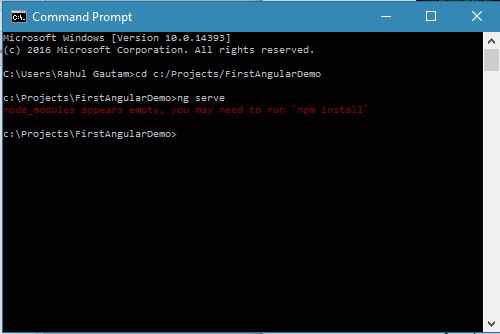 Command Prompt
Microsoft Windows [Version 10.0.14393]
(c) 2016 Microsoft Corporation. All rights reserved.
C:\Users\Rahul Gautam>cd c:/Projects/FirstAngularDemo
c:\Projects\FirstAngularDemo>ng serve
node_modules appears empty, you may need to run `npm install`
c:\Projects\FirstAngularDemo>